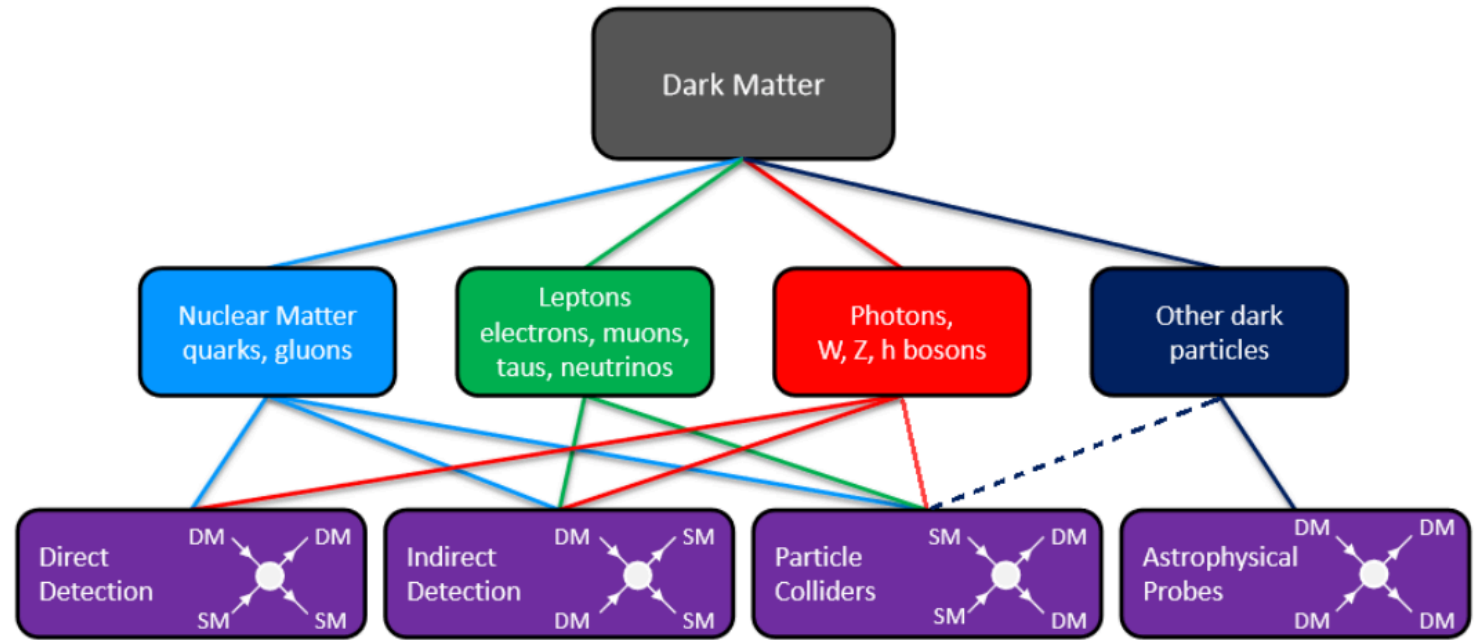 Dark Matter
Nuclear Matter
quarks, gluons
Leptons
electrons, muons,
taus, neutrinos
Photons,
W, Z, h bosons
Other dark
particles
Direct
Detection
DM
DM
SM
SM
Indirect
Detection
DM
SM
DM
SM
Particle
Colliders
SM
DM
SM
DM
Astrophysical
Probes
DM
DM
DM
DM